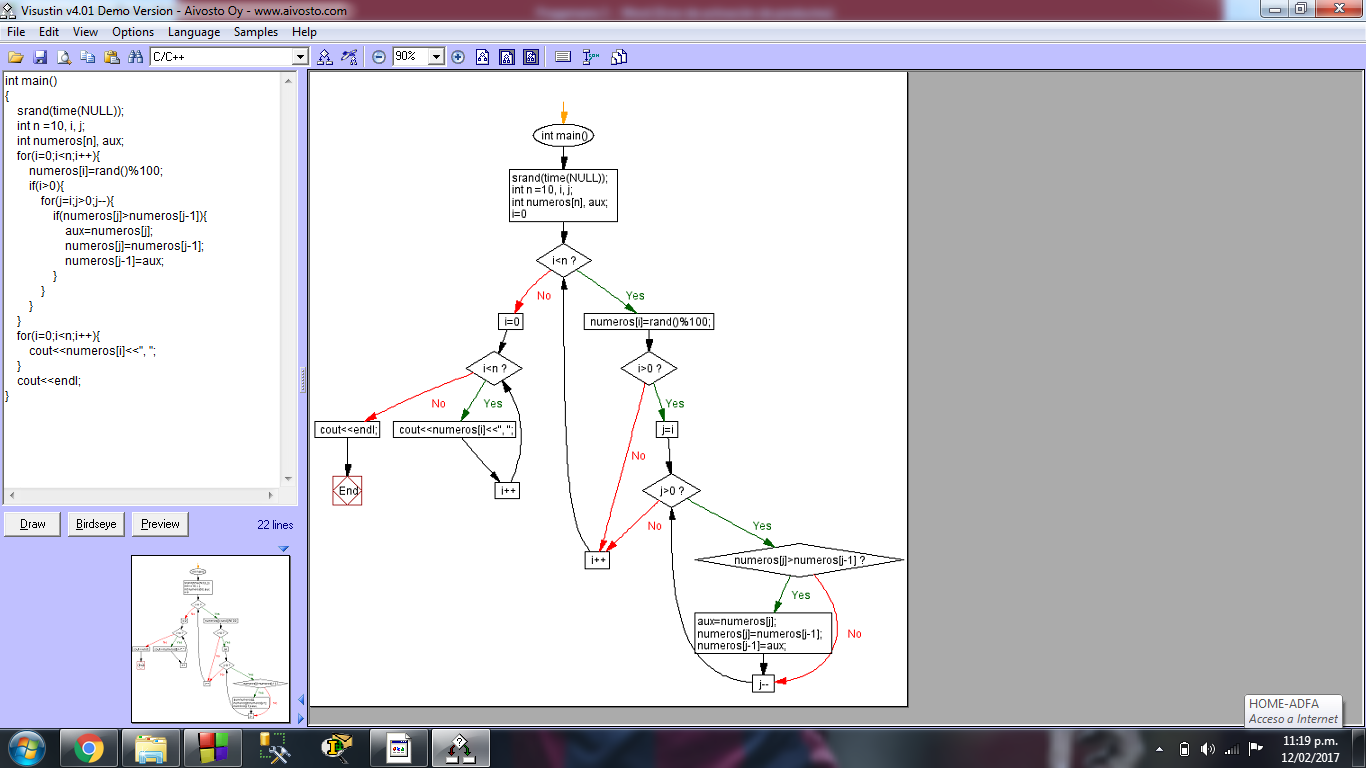 Visustin v4.01 Demo Version - Aivosto Oy - www.aivosto.com
File Edit View Options Language Samples Help
C/C++
90%
int main()
{
srand(time(NULL));
int n =10, i, j;
int numeros[n], aux;
for(i=0;i<n;i++){
numeros[i]=rand()%100;
if(i>0){
for(j=i;j>0;j--){
if(numeros[j]>numeros[j-1]){
aux=numeros[j];
numeros[j]=numeros[j-1];
numeros[j-1]=aux;
}
}
}
}
for(i=0;i<n;i++){
cout<<numeros[i]<<", ";
}
cout<<endl;
}
Draw Birdseye Preview 22 lines
int main()
srand(time(NULL));
int n =10, i, j;
int numeros[n], aux;
i=0
i<n ?
No Yes
i=0 numeros[i]=rand()%100;
i<n ? i>0 ?
No Yes Yes
cout<<endl; cout<<numeros[i]<<", "; j=i
No
End i++ j>0 ?
No Yes
i++ numeros[j]>numeros[j-1] ?
Yes
aux=numeros[j];
numeros[j]=numeros[j-1];
numeros[j-1]=aux;
No
j--
HOME-ADFA
Acceso a Internet
11:19 p.m.
12/02/2017